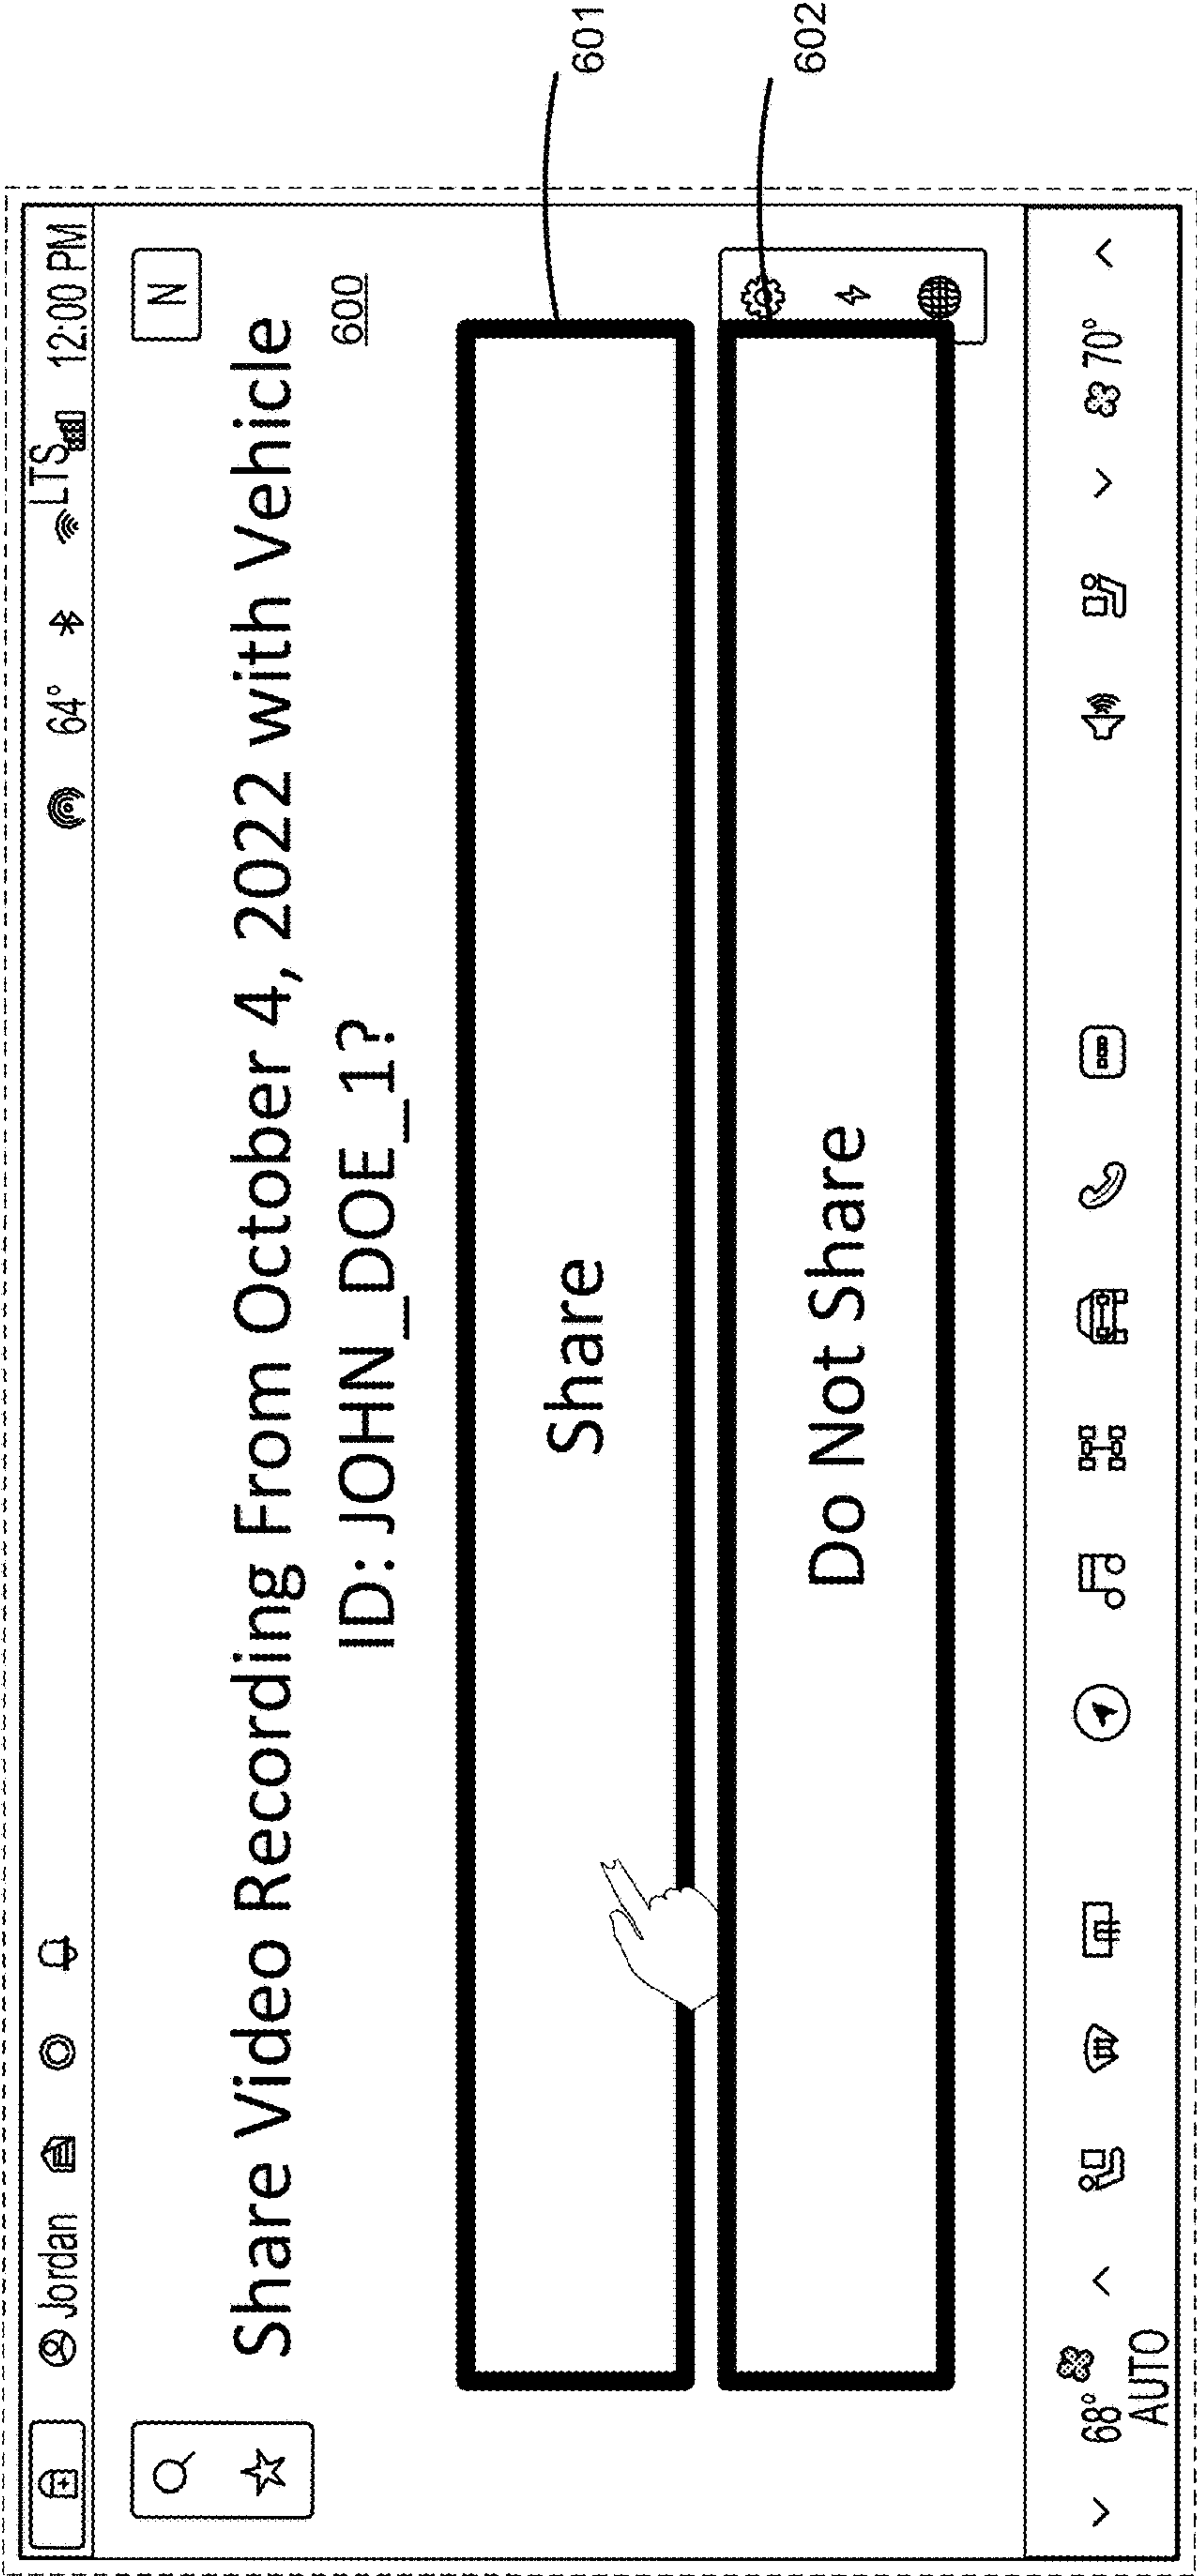 Jordan
64°
LTS
12:00 PM
N
Share Video Recording From October 4, 2022 with Vehicle
ID: JOHN_DOE_1?
600
Share
601
Do Not Share
602
68°
AUTO
70°